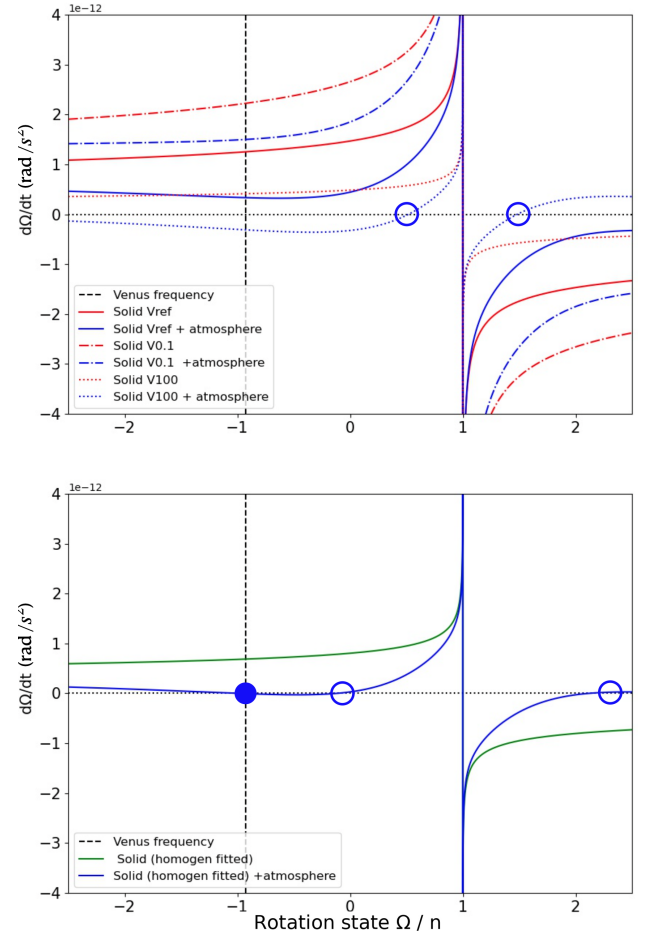 1e−12
4
3
2
1
0
−1
−2
−3
−4
dΩ/dt (rad /s²)
Venus frequency
Solid Vref
Solid Vref + atmosphere
Solid V0.1
Solid V0.1 +atmosphere
Solid V100
Solid V100 + atmosphere
−2 −1 0 1 2
1e−12
4
3
2
1
0
−1
−2
−3
−4
dΩ/dt (rad /s²)
Venus frequency
Solid (homogen fitted)
Solid (homogen fitted) +atmosphere
−2 −1 0 1 2
Rotation state Ω / n